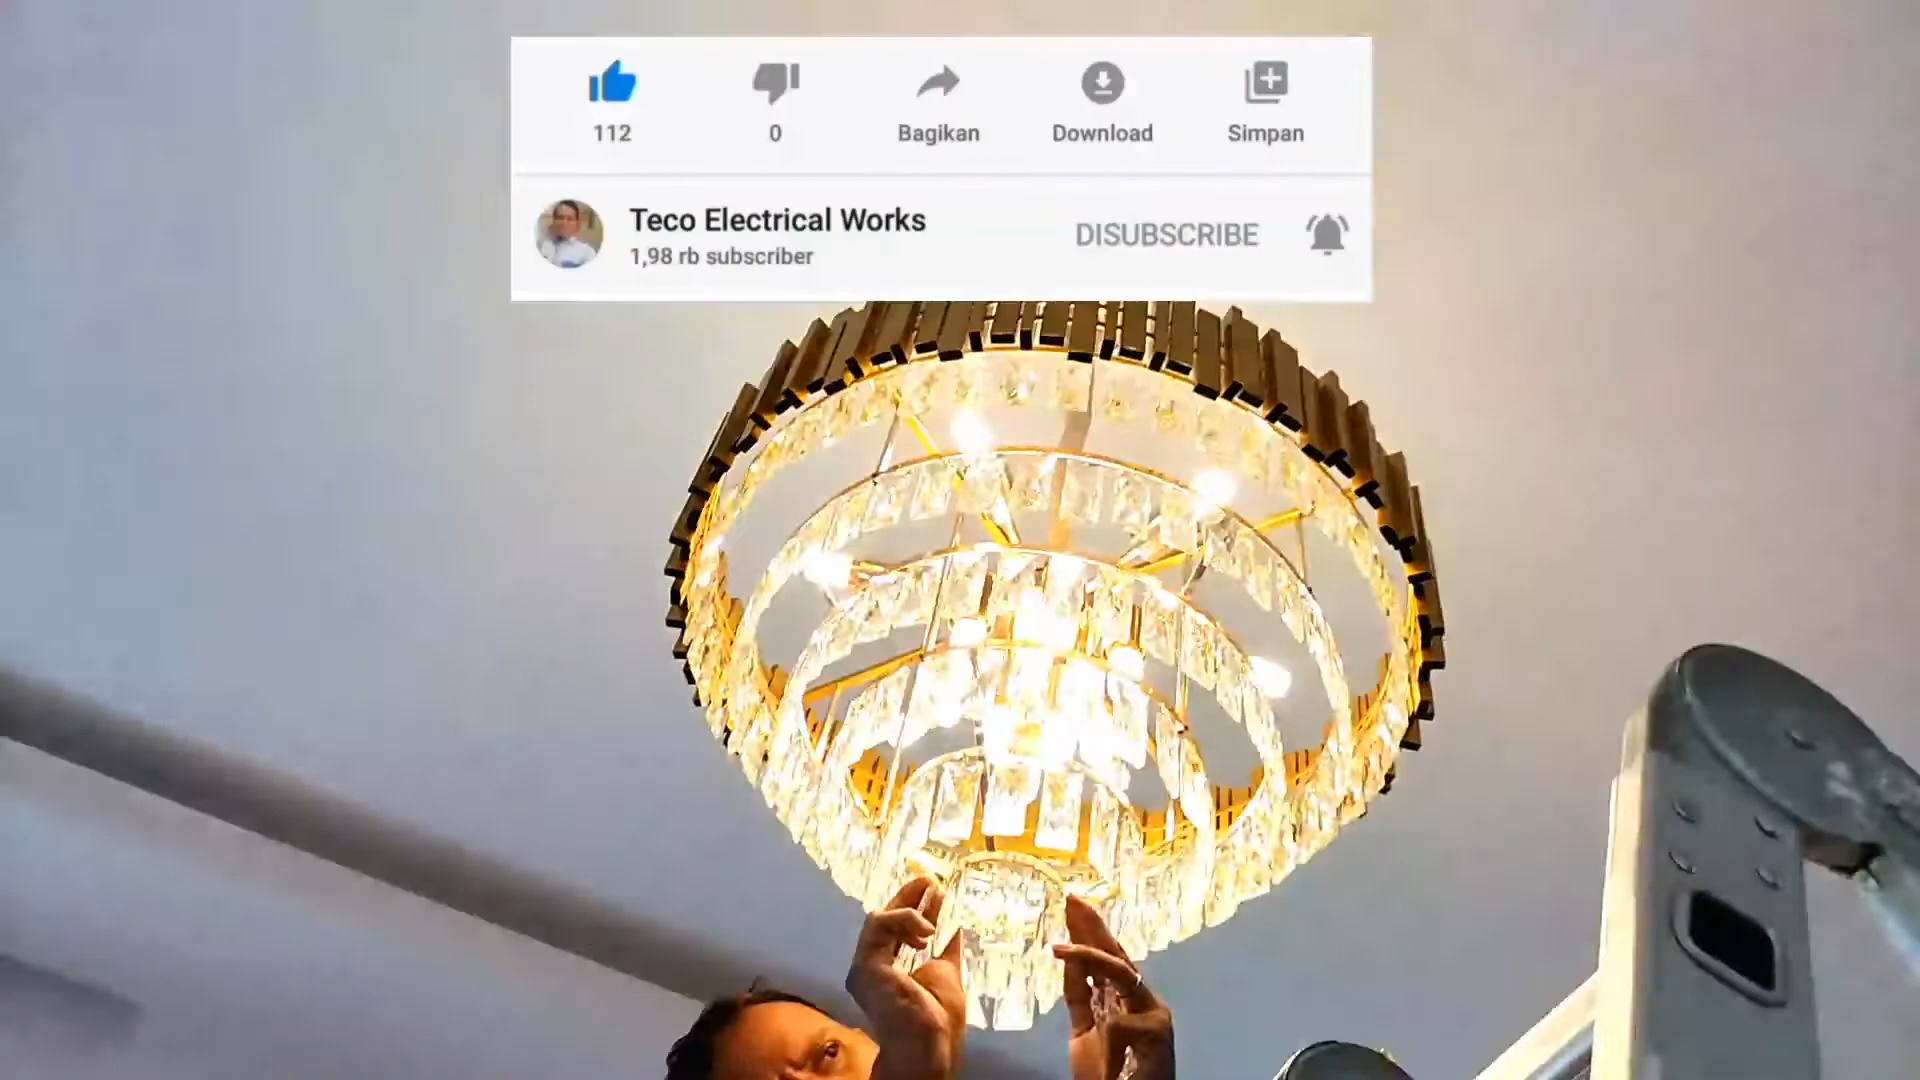 112
0
Bagikan
Download
Simpan
Teco Electrical Works
1,98 rb subscriber
DISUBSCRIBE